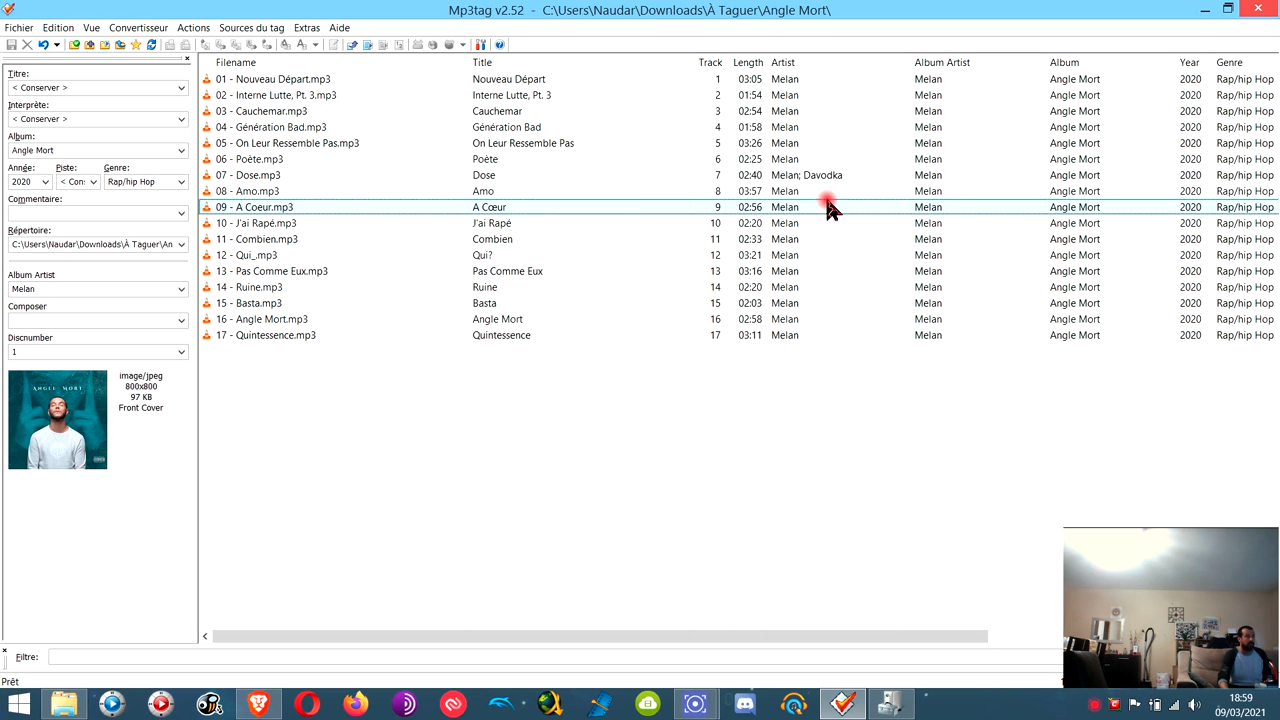 Mp3tag v2.52 - C:\Users\Naudar\Downloads\À Taguer\Angle Mort\
Fichier Edition Vue Convertisseur Actions Sources du tag Extras Aide
Titre:
< Conserver >
Interprète:
< Conserver >
Album:
Angle Mort
Année: Piste: Genre:
2020 < Con: Rap/hip Hop
Commentaire:
Répertoire:
C:\Users\Naudar\Downloads\À Taguer\An
Album Artist
Melan
Composer
Discnumber
1
ANGLE MORT
image/jpeg
800x800
97 KB
Front Cover
Filename Title Track Length Artist Album Artist Album Year Genre
01 - Nouveau Départ.mp3 Nouveau Départ 1 03:05 Melan Melan Angle Mort 2020 Rap/hip Hop
02 - Interne Lutte, Pt. 3.mp3 Interne Lutte, Pt. 3 2 01:54 Melan Melan Angle Mort 2020 Rap/hip Hop
03 - Cauchemar.mp3 Cauchemar 3 02:54 Melan Melan Angle Mort 2020 Rap/hip Hop
04 - Génération Bad.mp3 Génération Bad 4 01:58 Melan Melan Angle Mort 2020 Rap/hip Hop
05 - On Leur Ressemble Pas.mp3 On Leur Ressemble Pas 5 03:26 Melan Melan Angle Mort 2020 Rap/hip Hop
06 - Poète.mp3 Poète 6 02:25 Melan Melan Angle Mort 2020 Rap/hip Hop
07 - Dose.mp3 Dose 7 02:40 Melan; Davodka Melan Angle Mort 2020 Rap/hip Hop
08 - Amo.mp3 Amo 8 03:57 Melan Melan Angle Mort 2020 Rap/hip Hop
09 - A Coeur.mp3 A Cœur 9 02:56 Melan Melan Angle Mort 2020 Rap/hip Hop
10 - J'ai Rapé.mp3 J'ai Rapé 10 02:20 Melan Melan Angle Mort 2020 Rap/hip Hop
11 - Combien.mp3 Combien 11 02:33 Melan Melan Angle Mort 2020 Rap/hip Hop
12 - Qui_.mp3 Qui? 12 03:21 Melan Melan Angle Mort 2020 Rap/hip Hop
13 - Pas Comme Eux.mp3 Pas Comme Eux 13 03:16 Melan Melan Angle Mort 2020 Rap/hip Hop
14 - Ruine.mp3 Ruine 14 02:20 Melan Melan Angle Mort 2020 Rap/hip Hop
15 - Basta.mp3 Basta 15 02:03 Melan Melan Angle Mort 2020 Rap/hip Hop
16 - Angle Mort.mp3 Angle Mort 16 02:58 Melan Melan Angle Mort 2020 Rap/hip Hop
17 - Quintessence.mp3 Quintessence 17 03:11 Melan Melan Angle Mort 2020 Rap/hip Hop
Filtre:
Prêt
18:59
09/03/2021